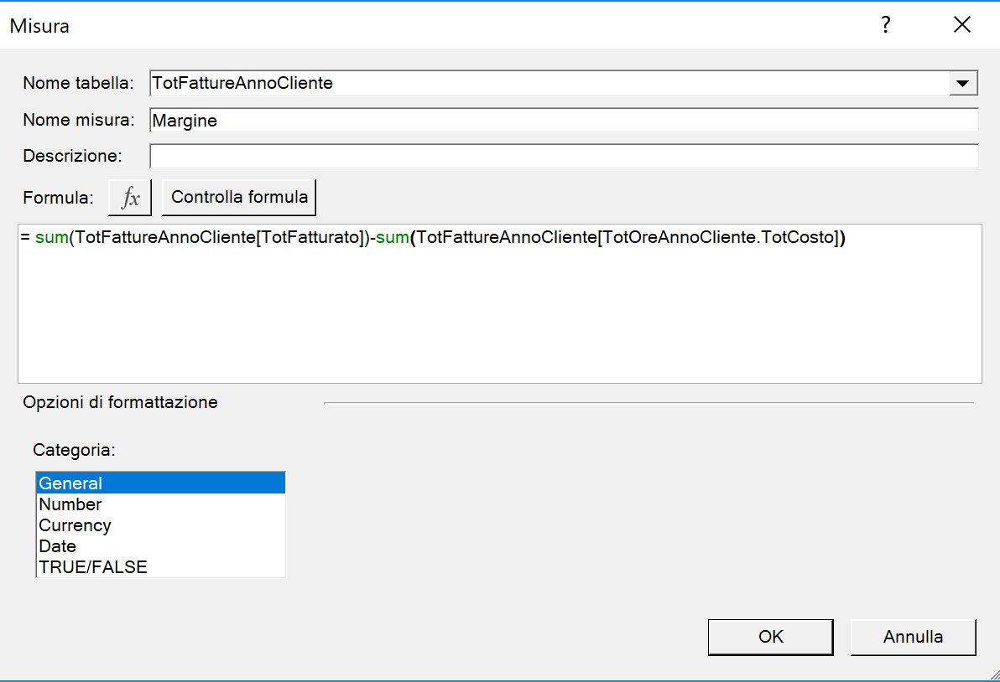 Misura ?
Nome tabella: TotFattureAnnoCliente
Nome misura: Margine
Descrizione:
Formula: fx Controlla formula
= sum(TotFattureAnnoCliente[TotFatturato])-sum(TotFattureAnnoCliente[TotOreAnnoCliente.TotCosto])
Opzioni di formattazione
Categoria:
General
Number
Currency
Date
TRUE/FALSE
OK Annulla